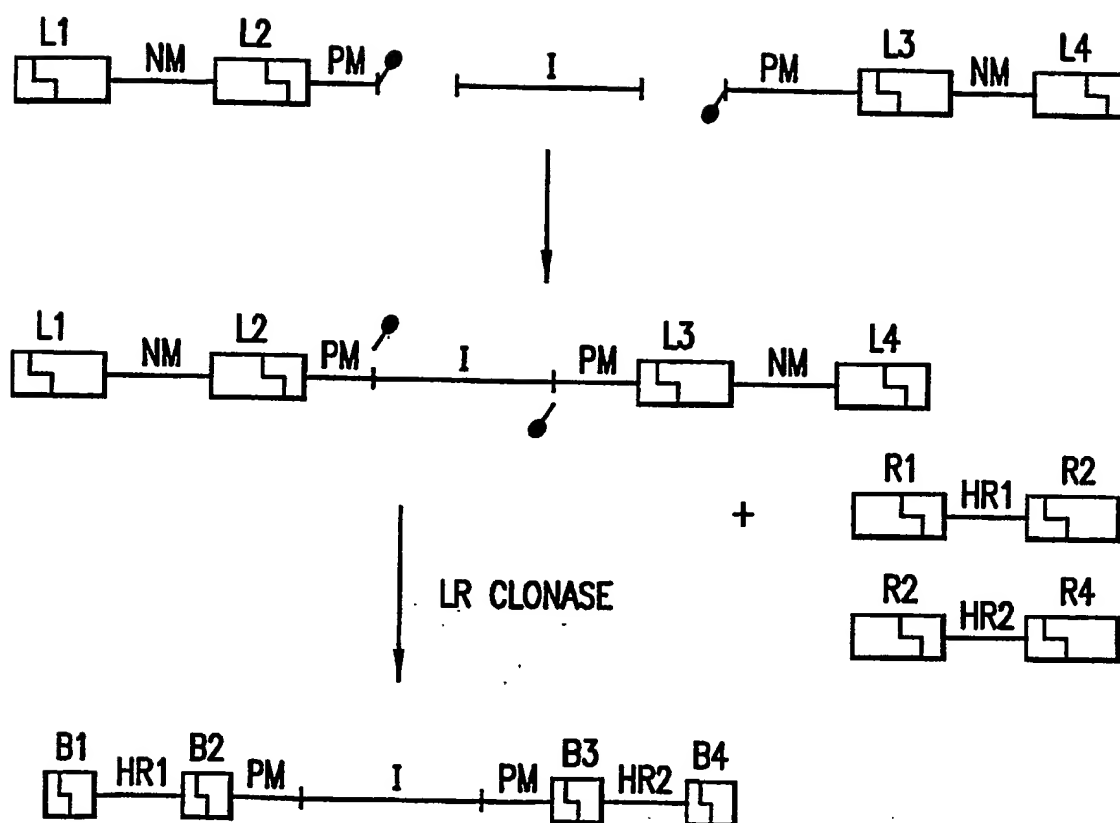 L1 NM L2 PM I PM L3 NM L4
L1 NM L2 PM I PM L3 NM L4
R1 HR1 R2
+
R2 HR2 R4
LR CLONASE
B1 HR1 B2 PM I PM B3 HR2 B4